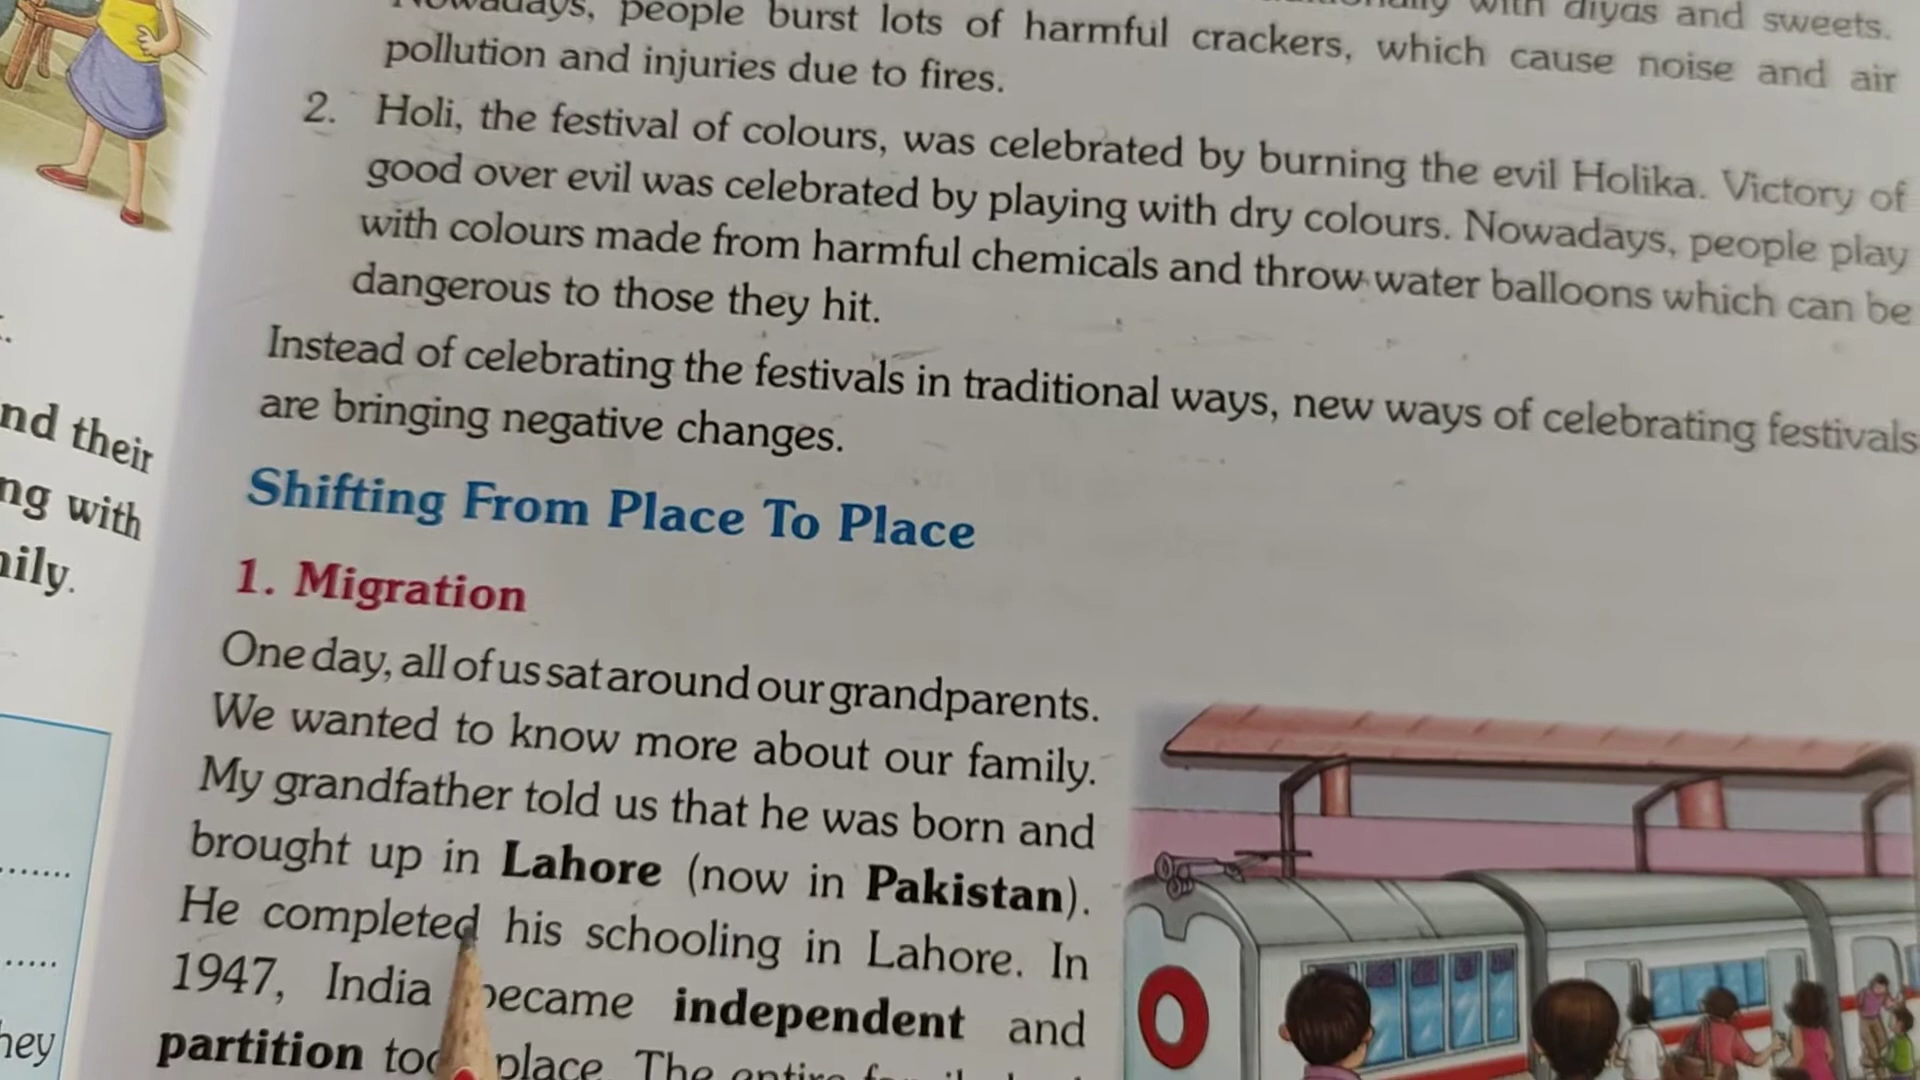 Nowadays, people burst lots of harmful crackers, which cause noise and air
with diyas and sweets.
pollution and injuries due to fires.
2. Holi, the festival of colours, was celebrated by burning the evil Holika. Victory of
good over evil was celebrated by playing with dry colours. Nowadays, people play
with colours made from harmful chemicals and throw water balloons which can be
dangerous to those they hit.
Instead of celebrating the festivals in traditional ways, new ways of celebrating festivals
are bringing negative changes.
nd their
ng with
ily.
hey
Shifting From Place To Place
1. Migration
One day, all of us sat around our grandparents.
We wanted to know more about our family.
My grandfather told us that he was born and
brought up in Lahore (now in Pakistan).
He completed his schooling in Lahore. In
1947, India became independent and
partition place. The entire